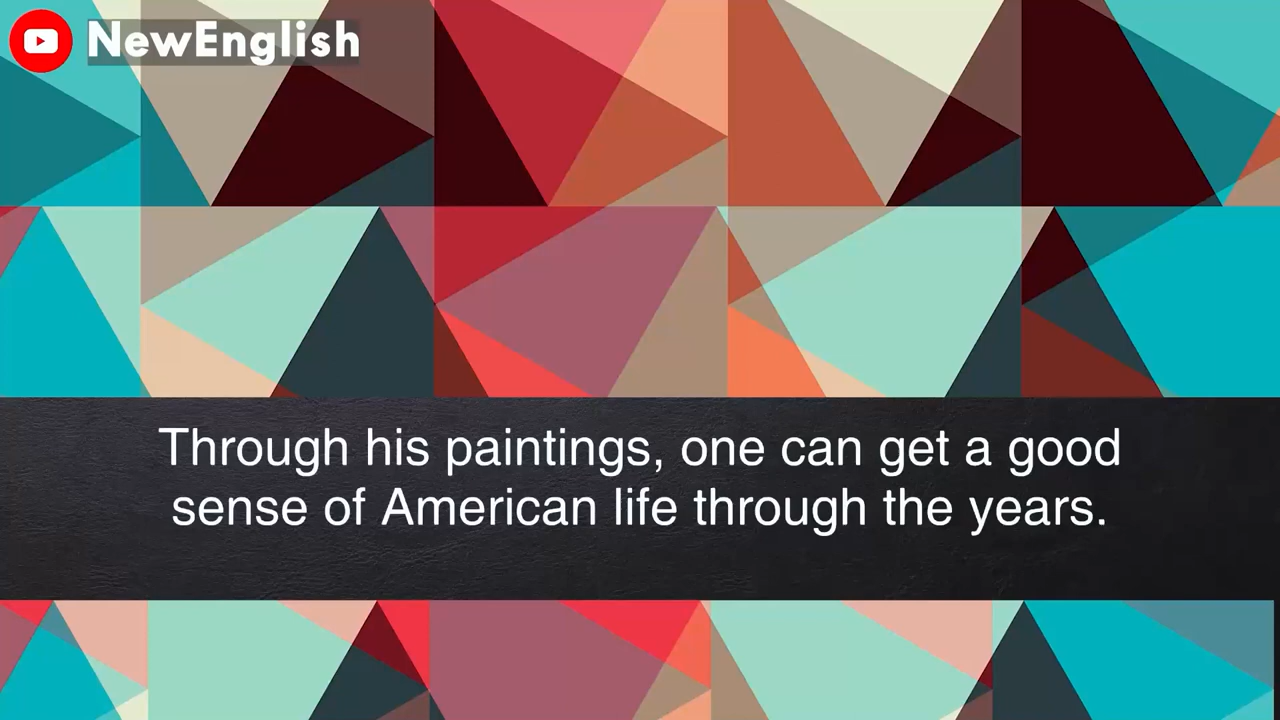 NewEnglish
Through his paintings, one can get a good
sense of American life through the years.